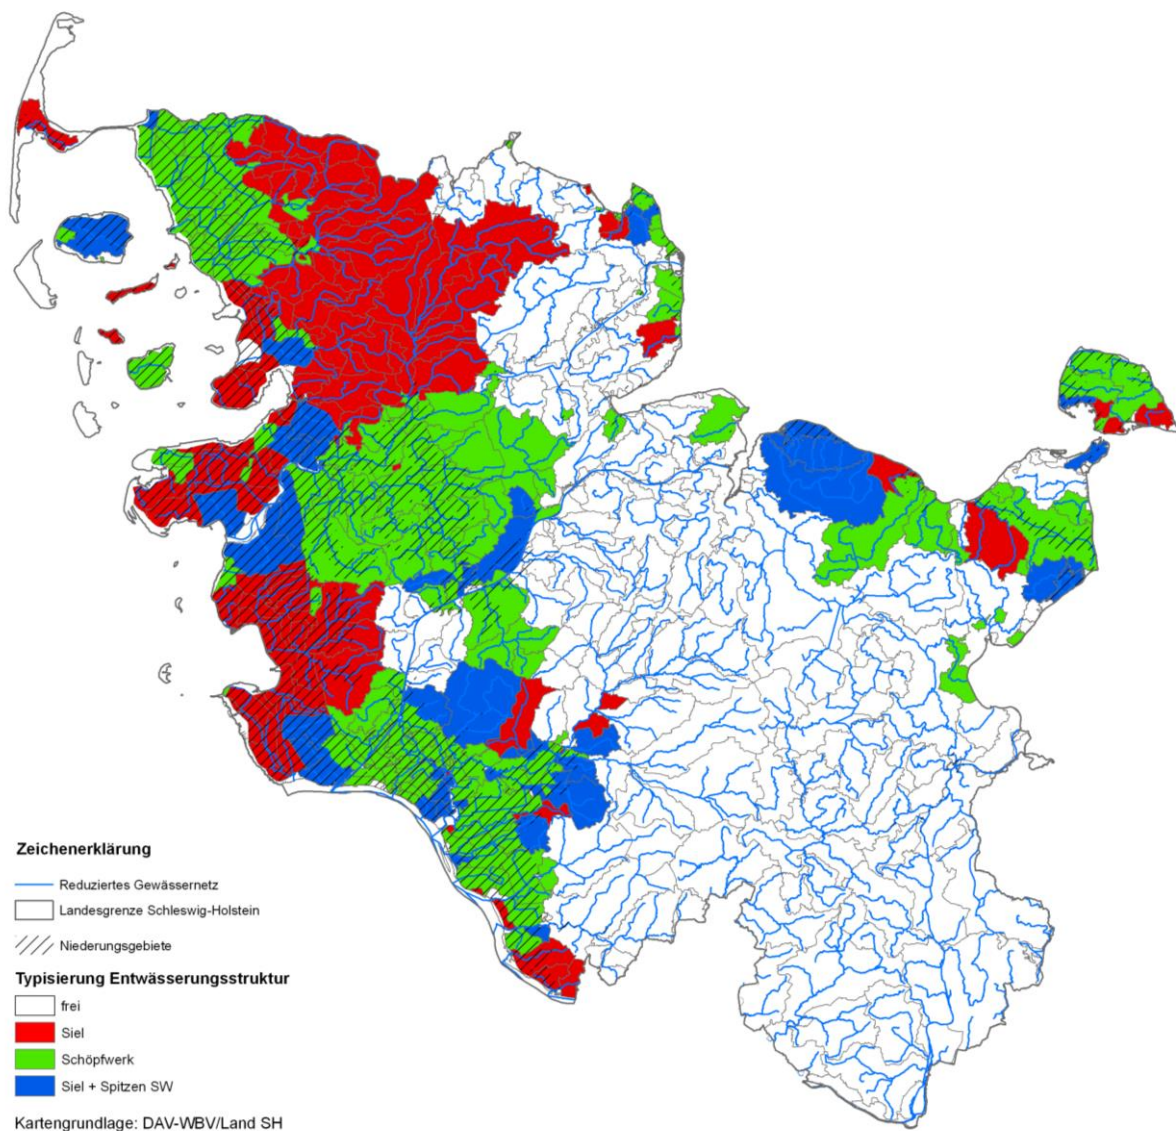 Zeichenerklärung
Reduziertes Gewässernetz
Landesgrenze Schleswig-Holstein
Niederungsgebiete
Typisierung Entwässerungsstruktur
frei
Siel
Schöpfwerk
Siel + Spitzen SW
Kartengrundlage: DAV-WBV/Land SH